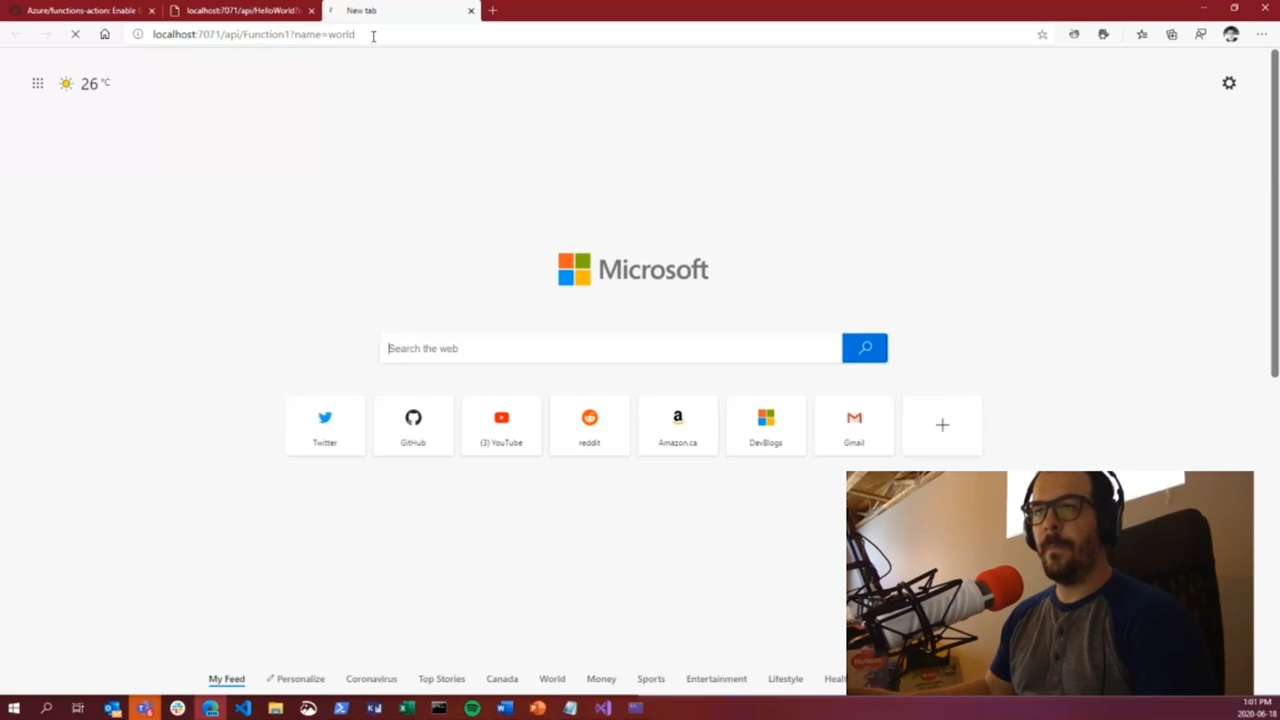 Azure/functions-action: Enable G
localhost:7071/api/HelloWorld?n
New tab
localhost:7071/api/Function1?name=world
26 °C
Microsoft
Search the web
Twitter
GitHub
(3) YouTube
reddit
Amazon.ca
DevBlogs
Gmail
My Feed
Personalize
Coronavirus
Top Stories
Canada
World
Money
Sports
Entertainment
Lifestyle
Healt
1:01 PM
2020-06-18